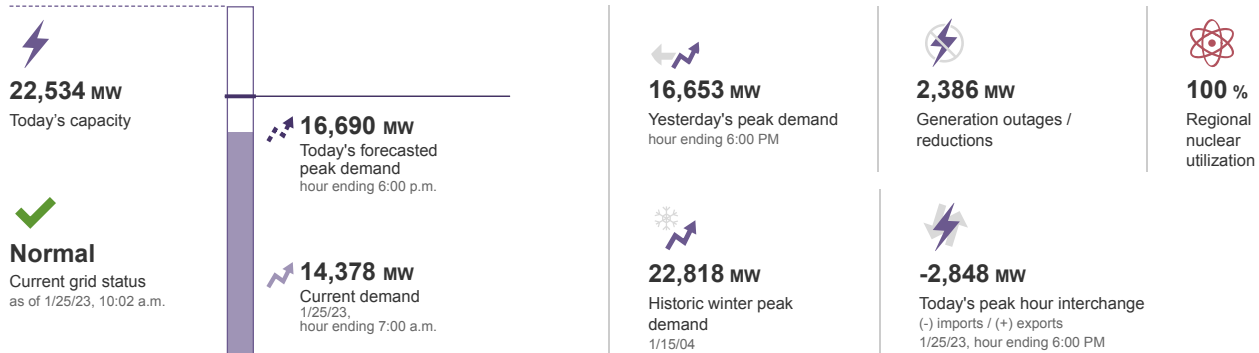 22,534 MW
Today's capacity
Normal
Current grid status
as of 1/25/23, 10:02 a.m.
16,690 MW
Today's forecasted
peak demand
hour ending 6:00 p.m.
14,378 MW
Current demand
1/25/23,
hour ending 7:00 a.m.
16,653 MW
Yesterday's peak demand
hour ending 6:00 PM
2,386 MW
Generation outages /
reductions
100 %
Regional
nuclear
utilization
22,818 MW
Historic winter peak
demand
1/15/04
-2,848 MW
Today's peak hour interchange
(-) imports / (+) exports
1/25/23, hour ending 6:00 PM